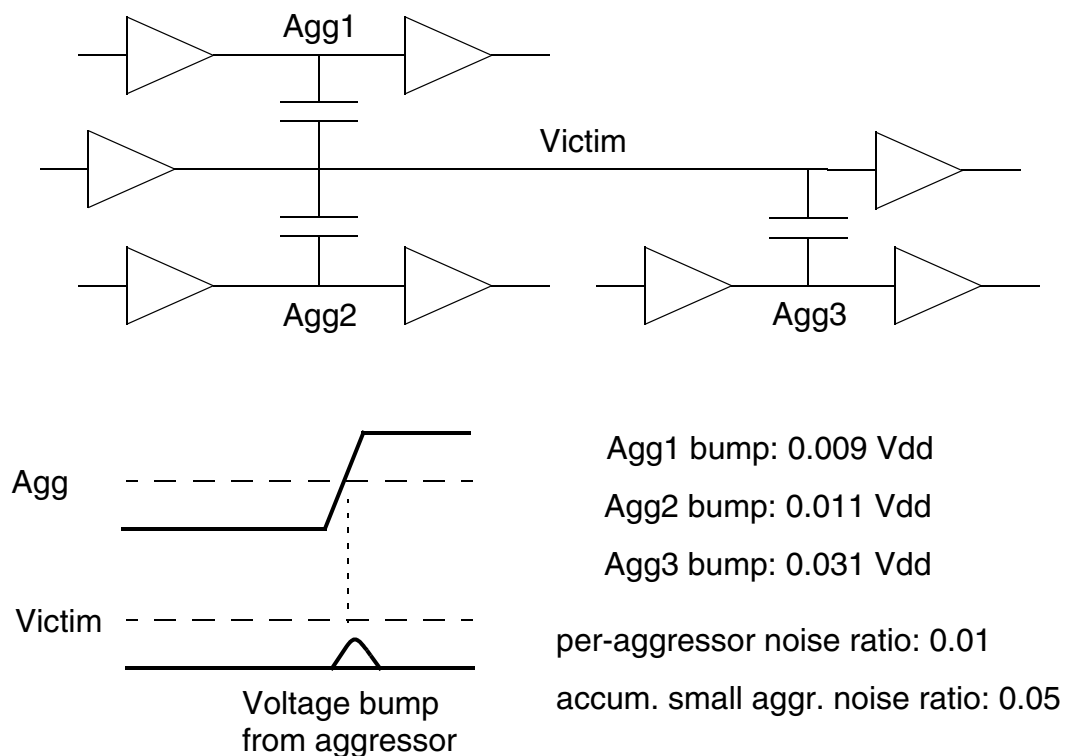 Agg1
Victim
Agg2
Agg3
Agg
Victim
Voltage bump
from aggressor
Agg1 bump: 0.009 Vdd
Agg2 bump: 0.011 Vdd
Agg3 bump: 0.031 Vdd
per-aggressor noise ratio: 0.01
accum. small aggr. noise ratio: 0.05